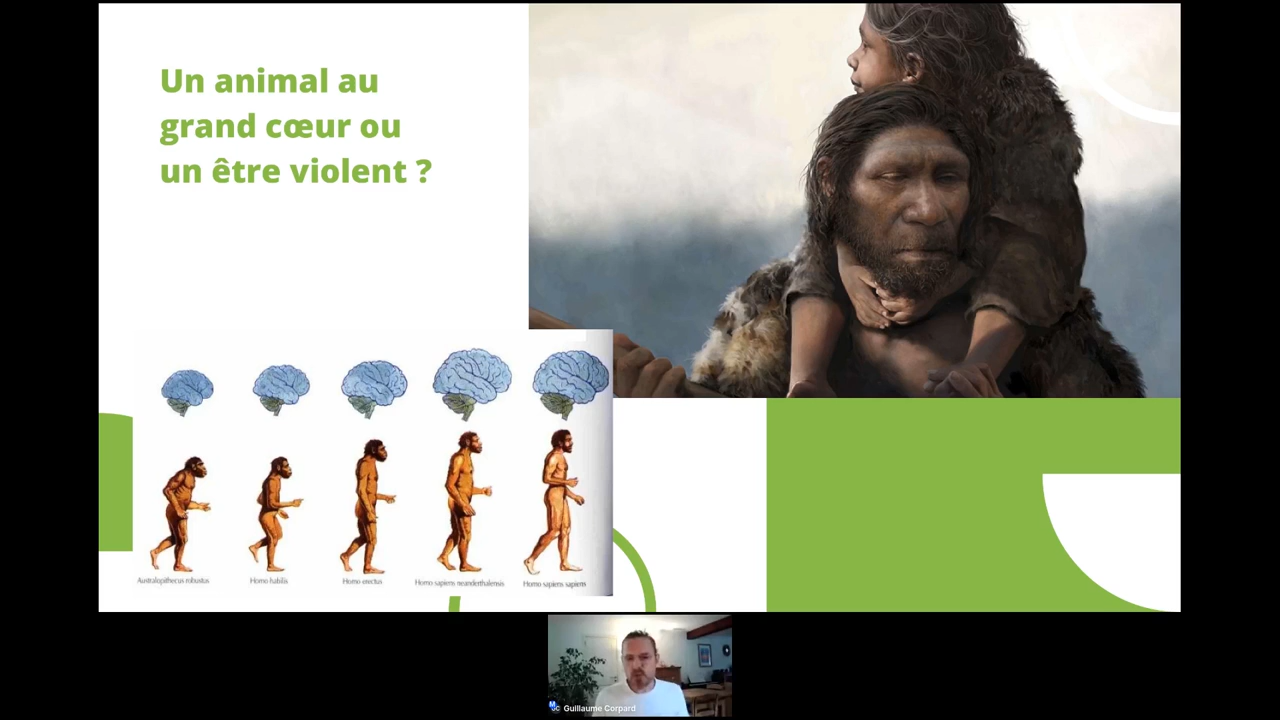 Un animal au
grand cœur ou
un être violent ?
Australopithecus robustus
Homo habilis
Homo erectus
Homo sapiens neanderthalensis
Homo sapiens sapiens
Guillaume Corpard